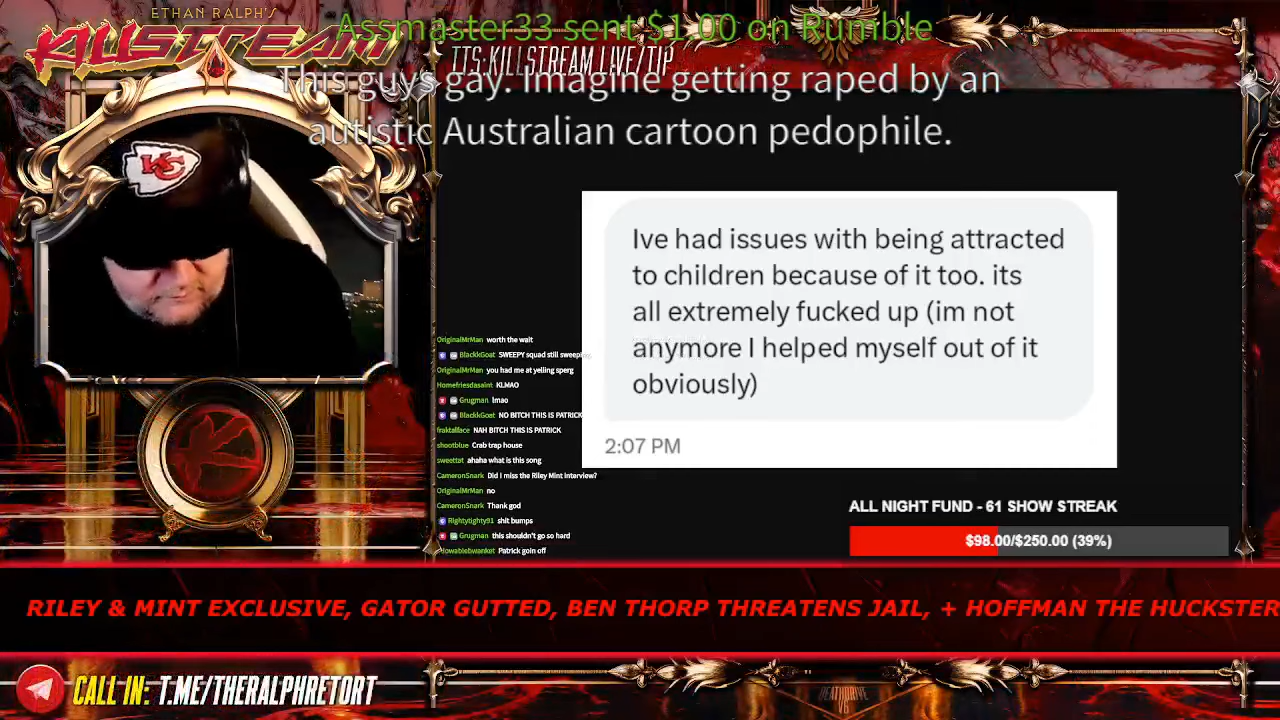 ETHAN RALPH'S
KILLSTREAM
Assmaster33 sent $1.00 on Rumble
TTS:KILLSTREAM.LIVE/TIP
This guys gay. Imagine getting raped by an
autistic Australian cartoon pedophile.
KC
Ive had issues with being attracted
to children because of it too. its
all extremely fucked up (im not
anymore I helped myself out of it
obviously)
2:07 PM
OriginalMrMan worth the wait
BlackkGoat SWEEPY squad still sweeping
OriginalMrMan you had me at yelling sperg
Homefriesdasaint KLMAO
Grugman lmao
BlackkGoat NO BITCH THIS IS PATRICK
fraktalface NAH BITCH THIS IS PATRICK
shootblue Crab trap house
sweettat ahaha what is this song
CameronSnark Did I miss the Riley Mint Interview?
OriginalMrMan no
CameronSnark Thank god
Rightytighty91 shit bumps
Grugman this shouldn't go so hard
Patrick goin off
ALL NIGHT FUND - 61 SHOW STREAK
$98.00/$250.00 (39%)
RILEY & MINT EXCLUSIVE, GATOR GUTTED, BEN THORP THREATENS JAIL, + HOFFMAN THE HUCKSTER
CALL IN: T.ME/THERALPHRETORT